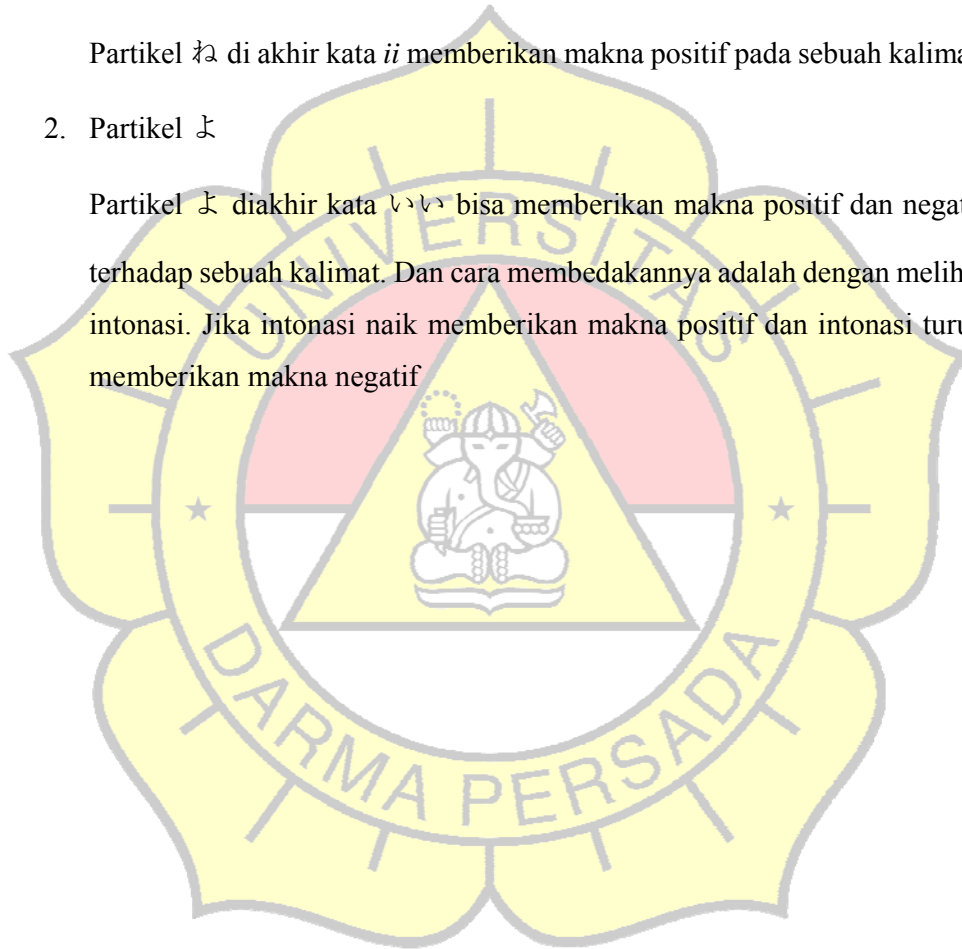 Partikel ね di akhir kata ii memberikan makna positif pada sebuah kalima
2. Partikel よ
Partikel よ diakhir kata いい bisa memberikan makna positif dan negat
terhadap sebuah kalimat. Dan cara membedakannya adalah dengan melih
intonasi. Jika intonasi naik memberikan makna positif dan intonasi turu
memberikan makna negatif
UNIVERSITAS
DARMA PERSADA